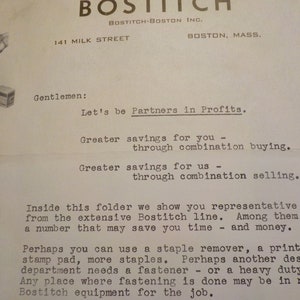 BOSTITCH
BOSTITCH-BOSTON INC.
141 MILK STREET BOSTON, MASS.
Gentlemen:
Let's be Partners in Profits.
Greater savings for you -
through combination buying.
Greater savings for us -
through combination selling.
Inside this folder we show you representative
from the extensive Bostitch line. Among them
a number that may save you time - and money.
Perhaps you can use a staple remover, a print
stamp pad, more staples. Perhaps another des
department needs a fastener - or a heavy dut
Any place where fastening is done may be in n
Bostitch equipment for the job.